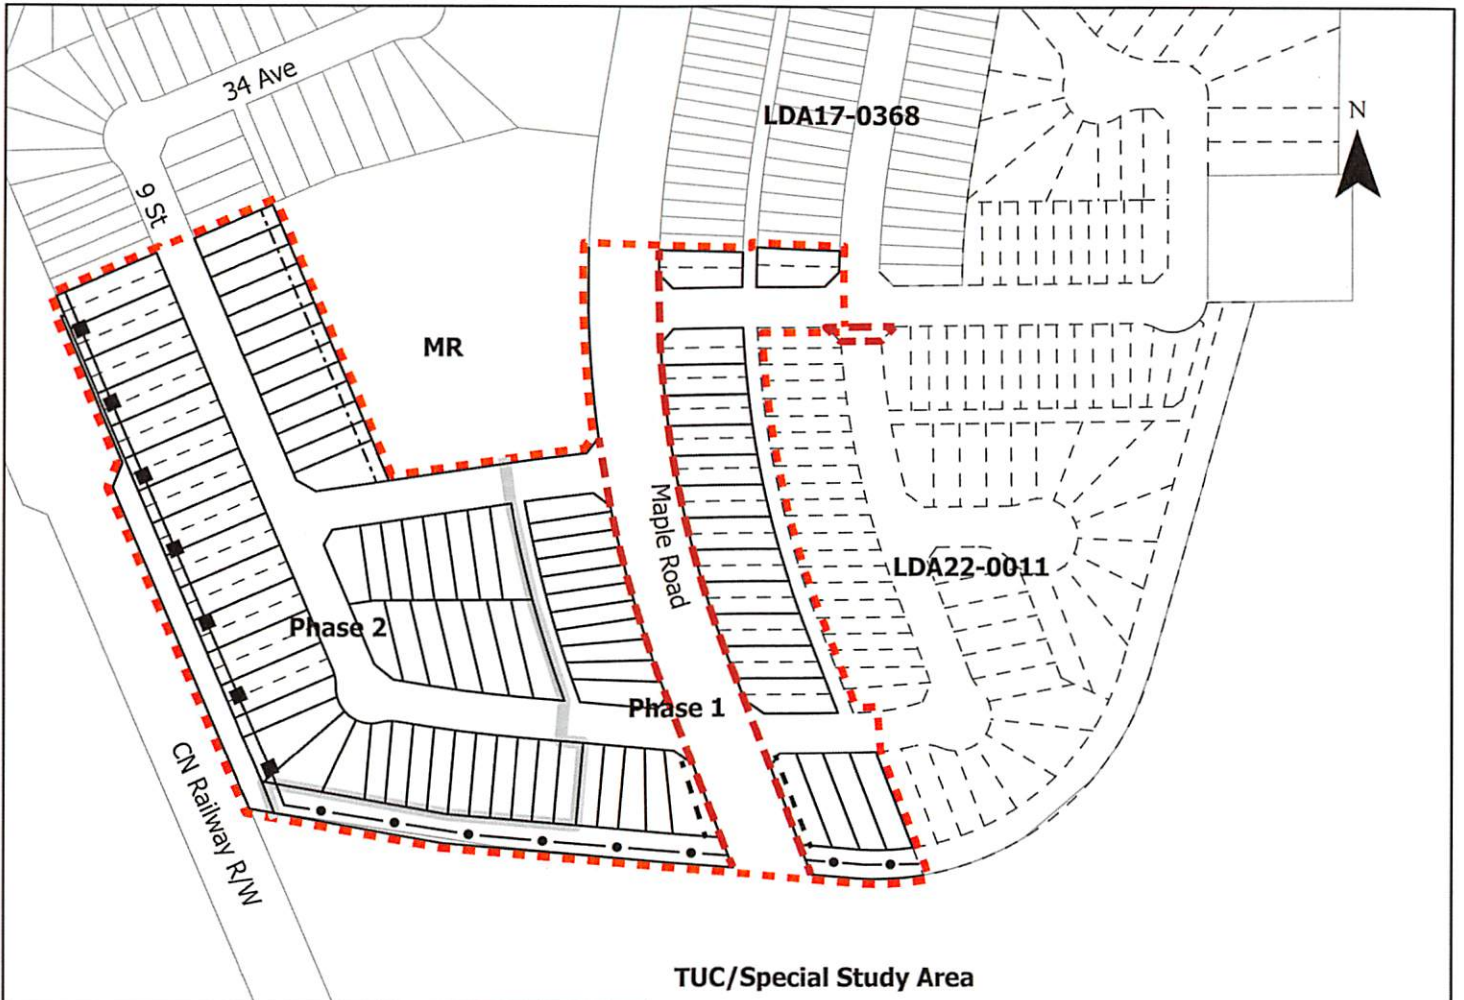 34 Ave
LDA17-0368
N
9 St
MR
Maple Road
LDA22-0011
Phase 2
Phase 1
CN Railway R/W
TUC/Special Study Area